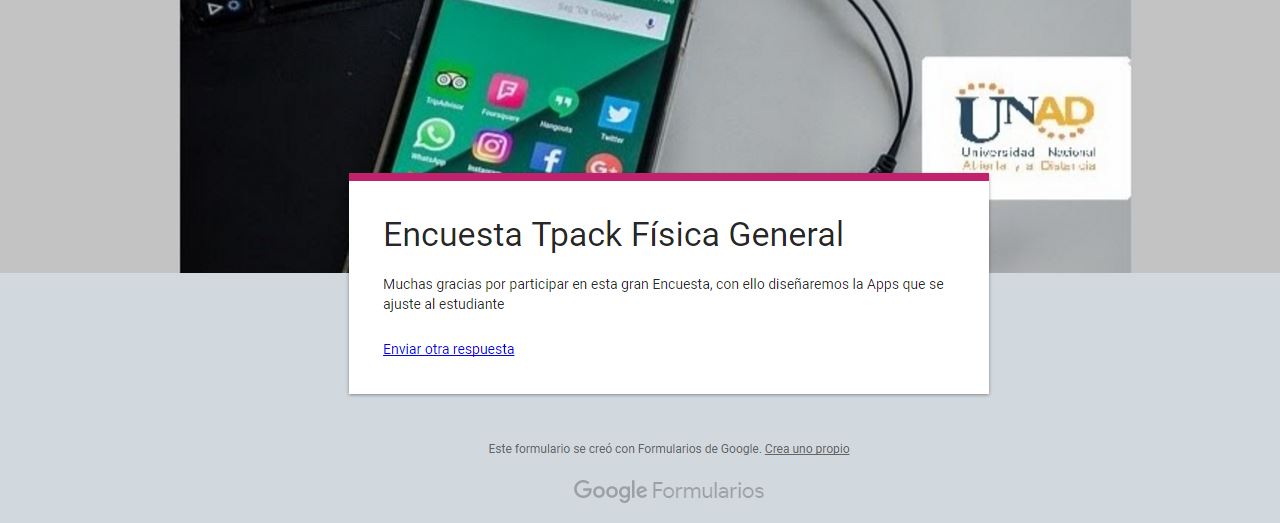 Say "Ok Google"
TripAdvisor
Foursquare
Hangouts
Twitter
WhatsApp
Instagram
UNAD
Universidad Nacional
Abierta y a Distancia
Encuesta Tpack Física General
Muchas gracias por participar en esta gran Encuesta, con ello diseñaremos la Apps que se
ajuste al estudiante
Enviar otra respuesta
Este formulario se creó con Formularios de Google. Crea uno propio
Google Formularios